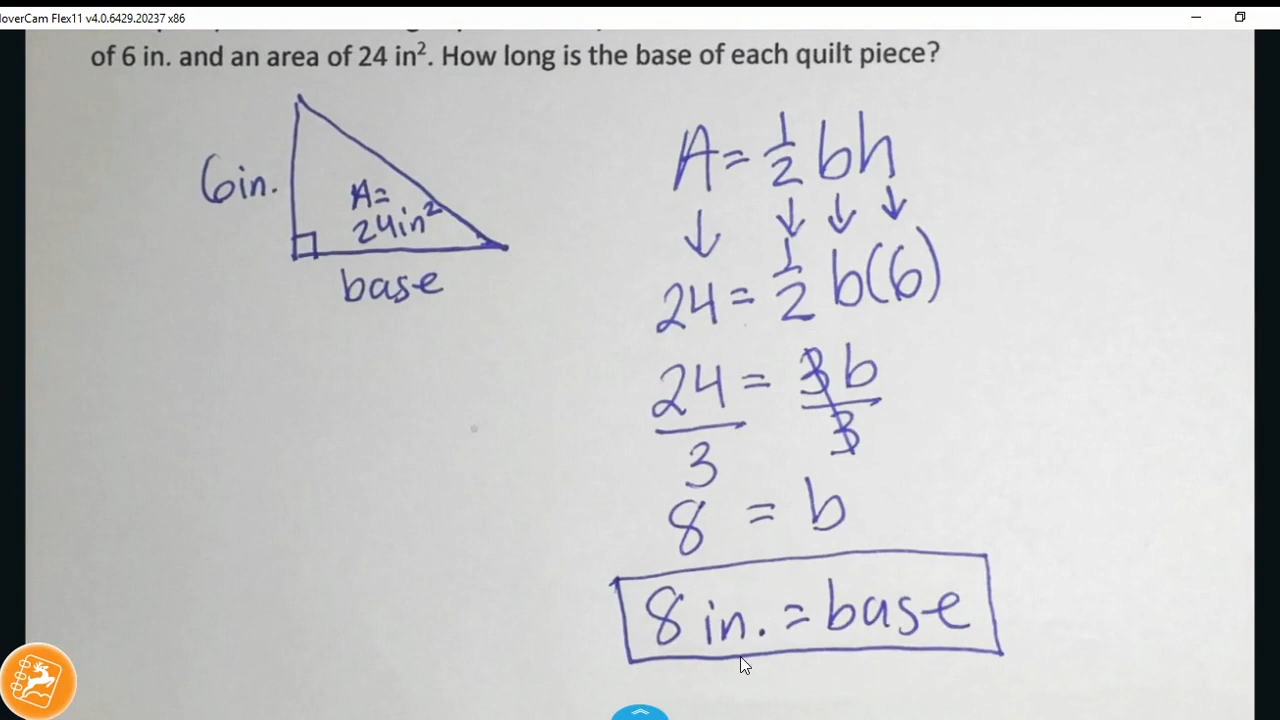 loverCam Flex11 v4.0.6429.20237 x86
of 6 in. and an area of 24 in². How long is the base of each quilt piece?
6in.
A=
24in²
base
A = 1/2 bh
24 = 1/2 b(6)
24/3 = 3b/3
8 = b
8 in. = base